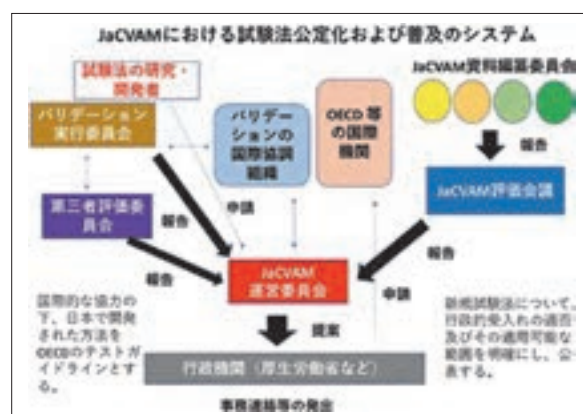 JaCVAMにおける試験法公定化および普及のシステム
試験法の研究・
開発者
バリデーション
実行委員会
バリデー
ションの
国際協調
組織
OECD 等
の国際
機関
JaCVAM資料編纂委員会
報告
JaCVAM評価会議
第三者評価委
員会
報告
申請
報告
報告
JaCVAM
運営委員会
申請
提案
国際的な協力の
下、日本で開発
された方法を
OECDのテストガ
イドラインとす
る。
新規試験法について、
行政的受入れの適否
及びその適用可能な
範囲を明確にし、公
表する。
行政機関（厚生労働省など）
事務連絡等の発出